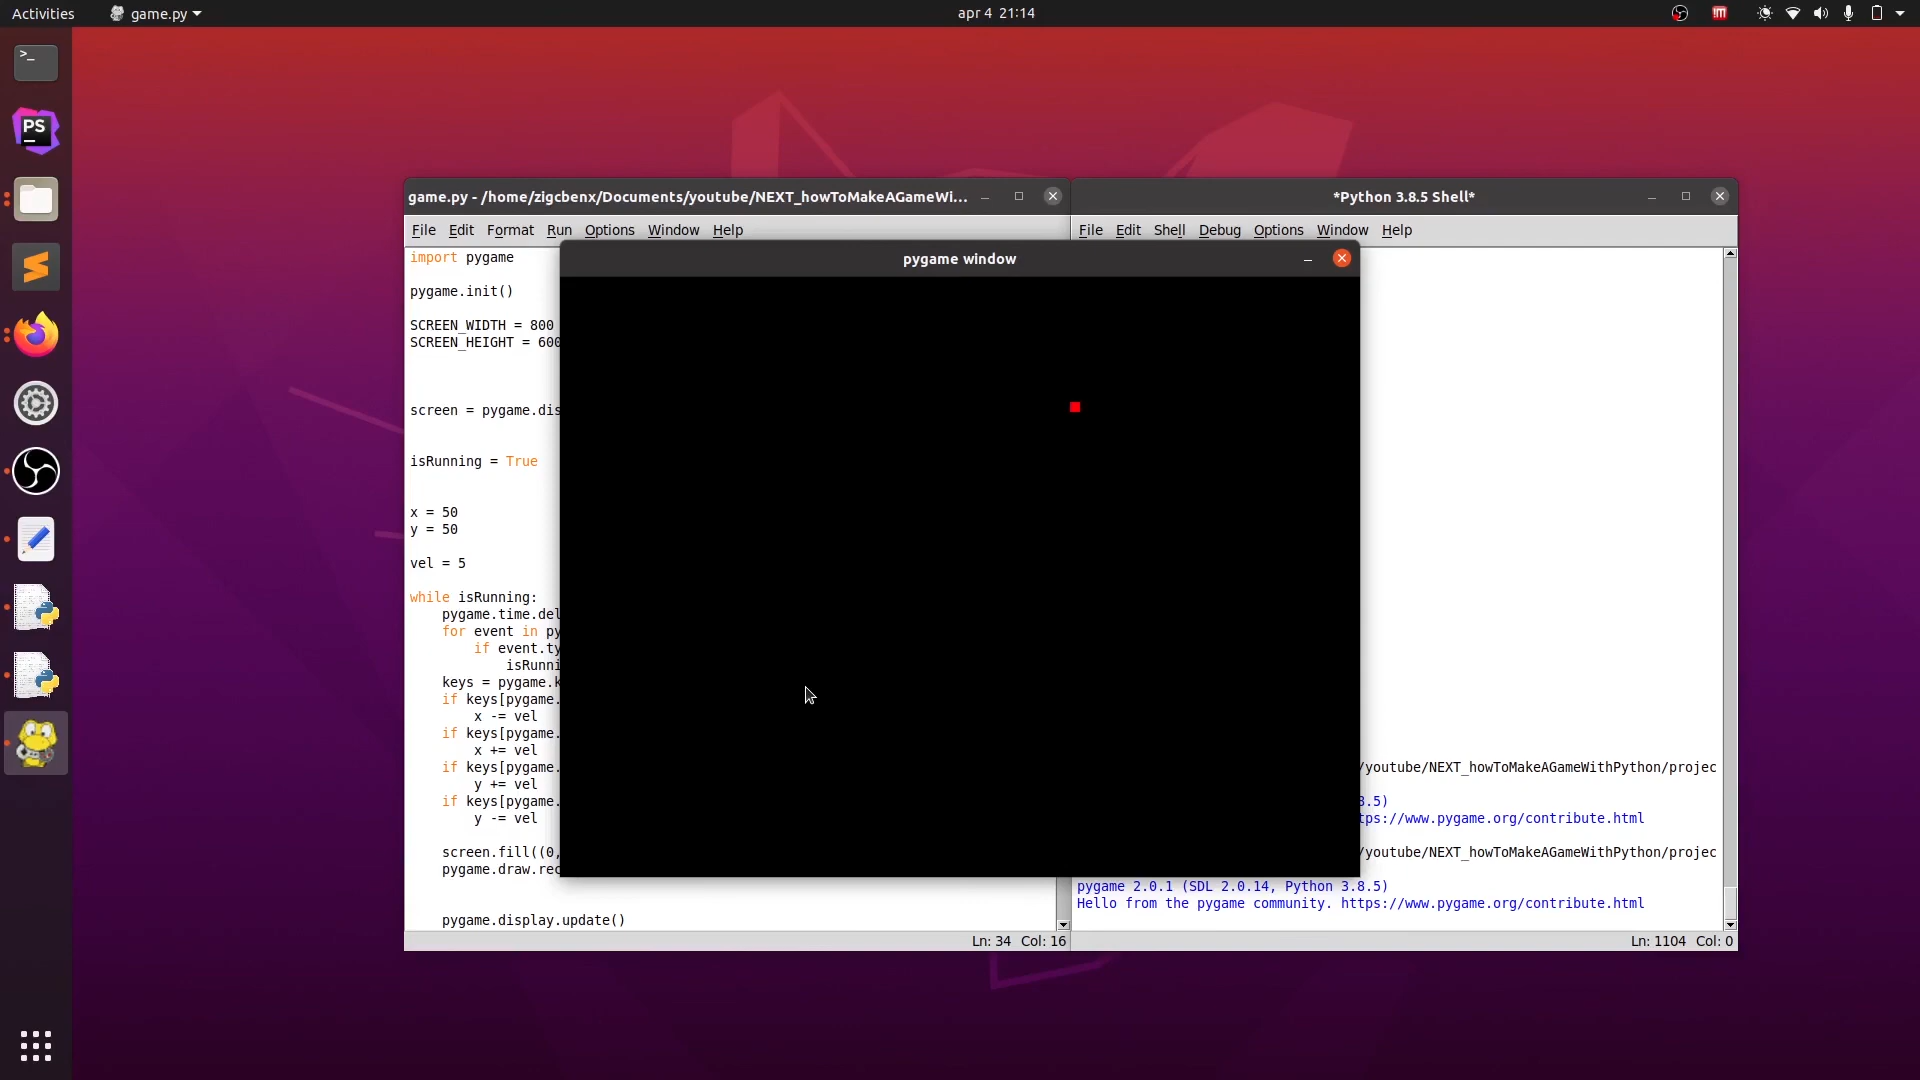 Activities
game.py
apr 4 21:14
!M
>_
PS
game.py - /home/zigcbenx/Documents/youtube/NEXT_howToMakeAGameWi...
File Edit Format Run Options Window Help
import pygame
pygame.init()
SCREEN_WIDTH = 800
SCREEN_HEIGHT = 600
screen = pygame.dis
isRunning = True
x = 50
y = 50
vel = 5
while isRunning:
pygame.time.del
for event in py
if event.ty
isRunni
keys = pygame.k
if keys[pygame.
x -= vel
if keys[pygame.
x += vel
if keys[pygame.
y += vel
if keys[pygame.
y -= vel
screen.fill((0,
pygame.draw.rec
pygame.display.update()
Ln: 34 Col: 16
pygame window
*Python 3.8.5 Shell*
File Edit Shell Debug Options Window Help
/youtube/NEXT_howToMakeAGameWithPython/projec
8.5)
tps://www.pygame.org/contribute.html
/youtube/NEXT_howToMakeAGameWithPython/projec
pygame 2.0.1 (SDL 2.0.14, Python 3.8.5)
Hello from the pygame community. https://www.pygame.org/contribute.html
Ln: 1104 Col: 0